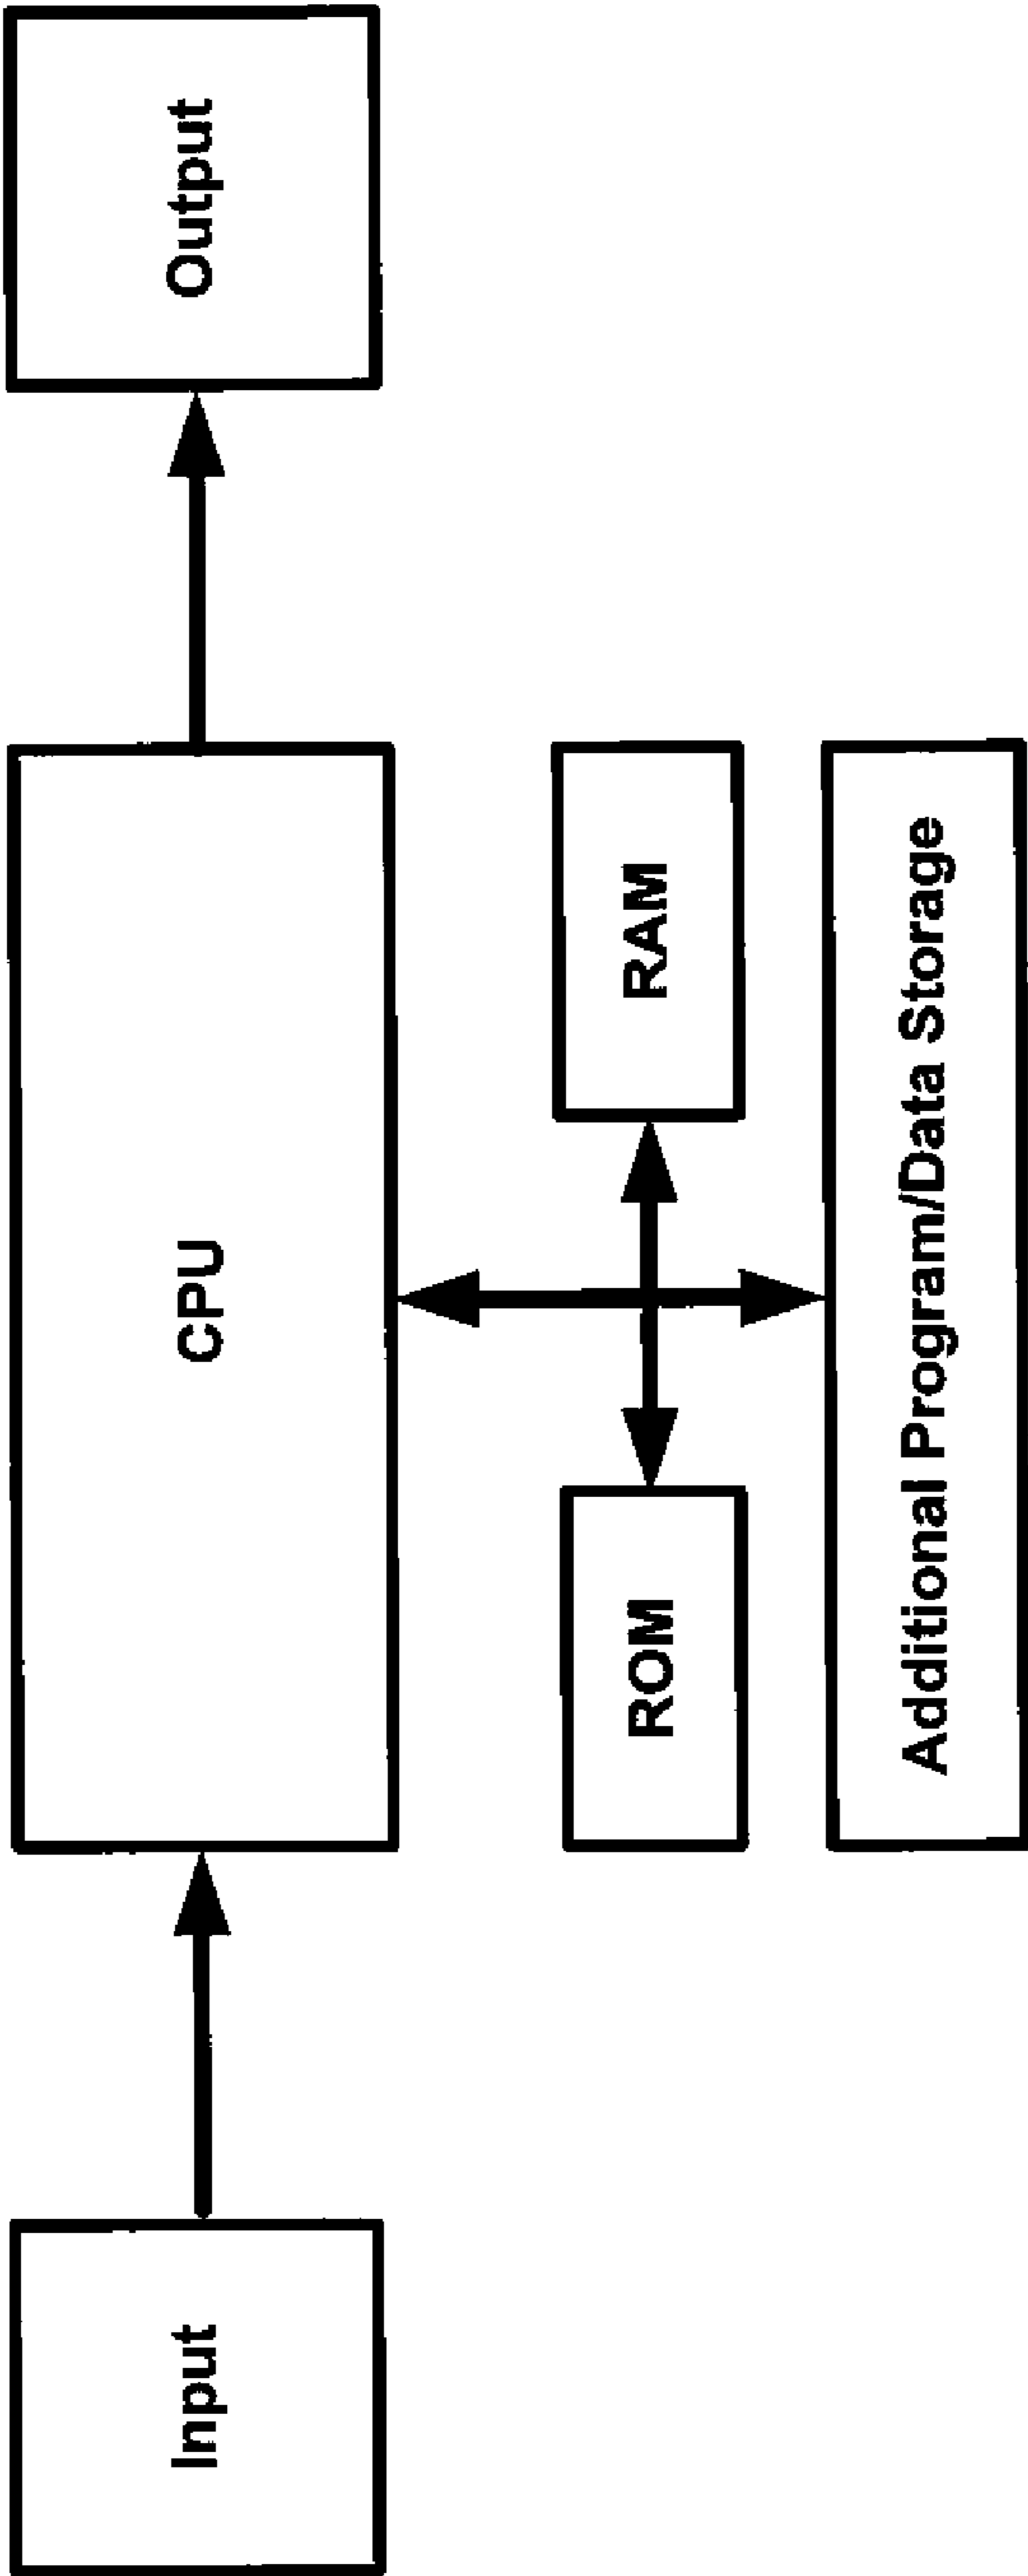 Input
CPU
Output
ROM
RAM
Additional Program/Data Storage